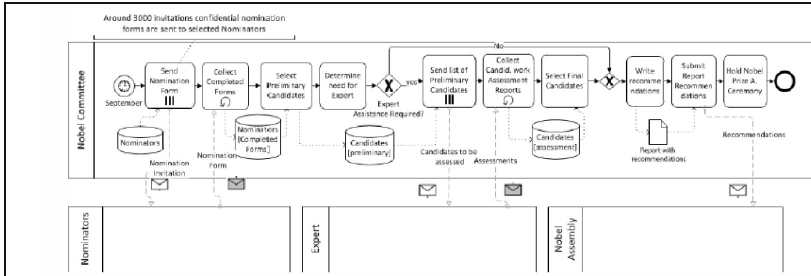 Around 3000 invitations confidential nomination
forms are sent to selected Nominators
Nobel Committee
September
Send
Nomination
Form
Collect
Completed
Forms
Select
Preliminary
Candidates
Determine
need for
Expert
Expert
Assistance Required?
yes
No
Send list of
Preliminary
Candidates
Collect
Candid. work
Assessment
Reports
Select Final
Candidates
Write
recomme
ndations
Submit
Report
Recommen
dations
Hold Nobel
Prize A.
Ceremony
Nominators
Nominators
[Completed
Forms]
Candidates
[preliminary]
Candidates to be
assessed
Assessments
Candidates
[assessment]
Report with
recommendations
Recommendations
Nomination
Invitation
Nomination
Form
Nominators
Expert
Nobel
Assembly